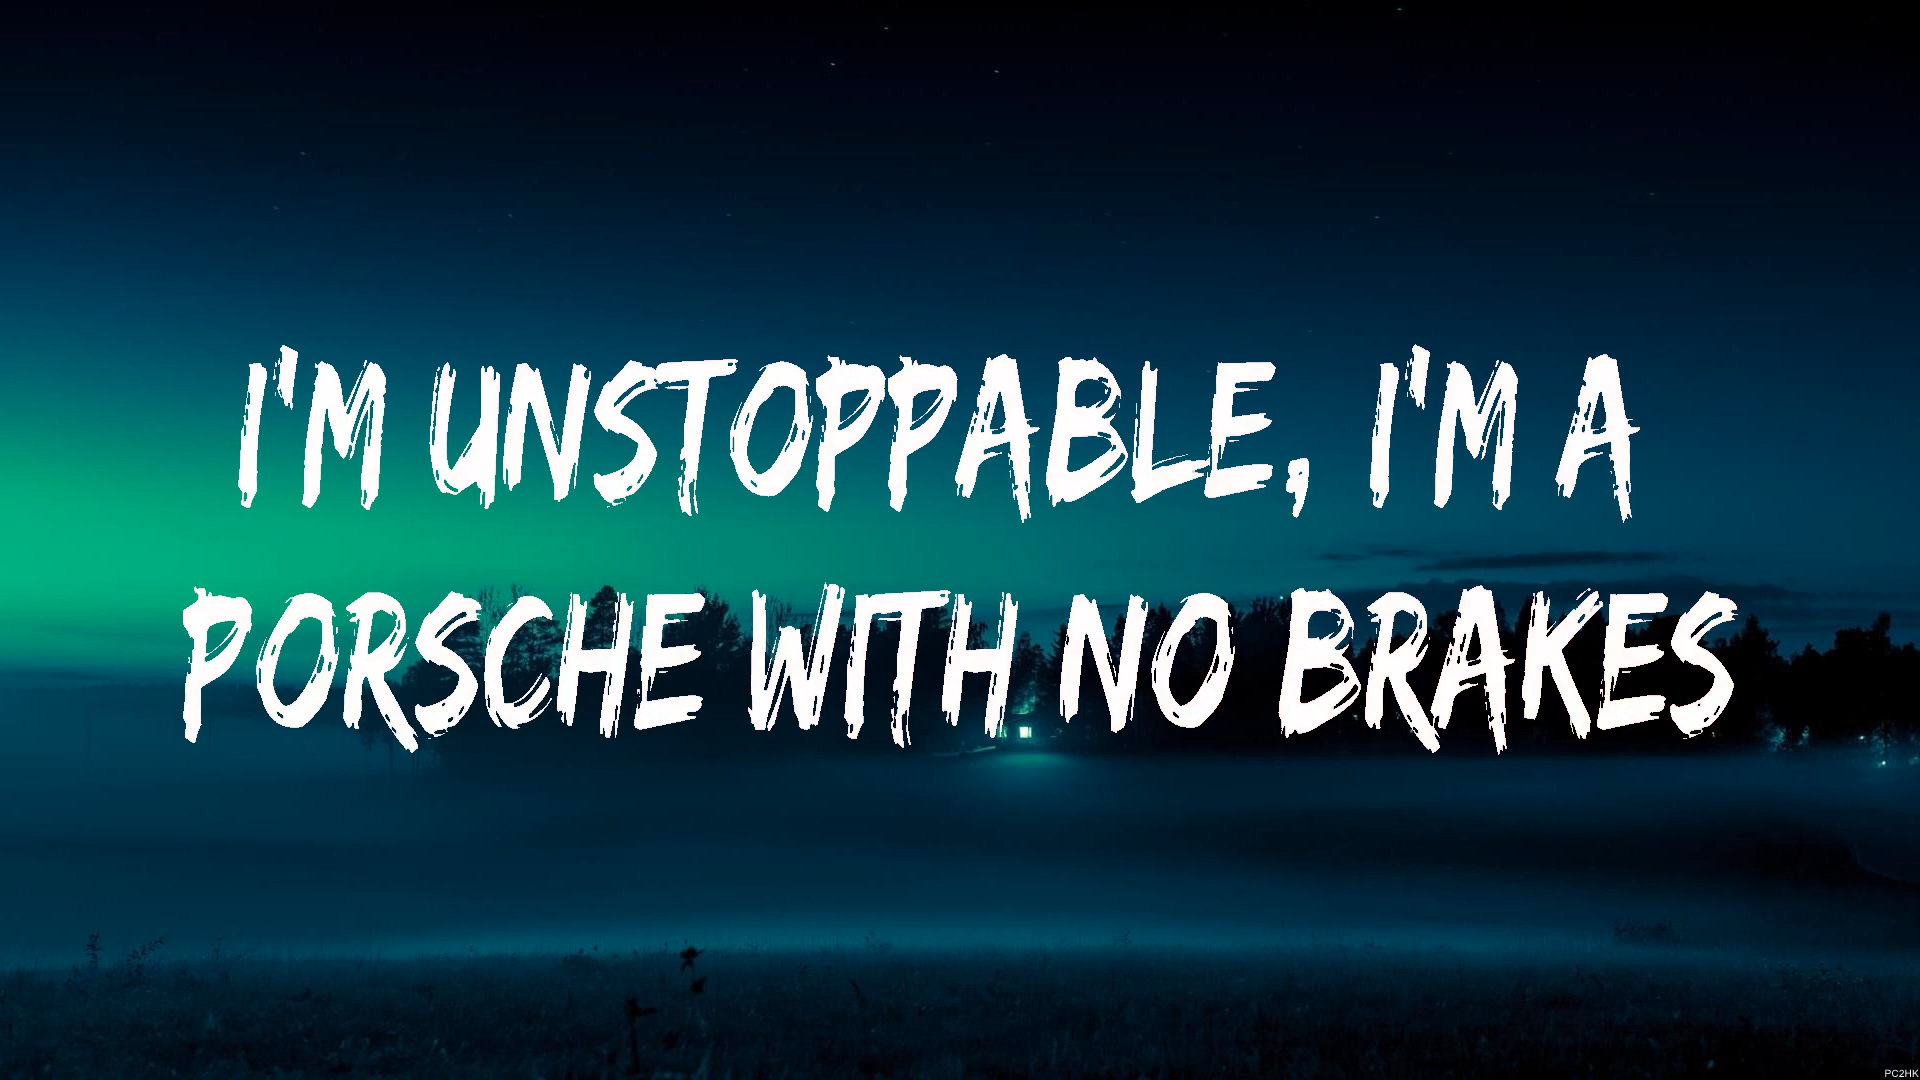 I'M UNSTOPPABLE, I'M A
PORSCHE WITH NO BRAKES
PC2HK